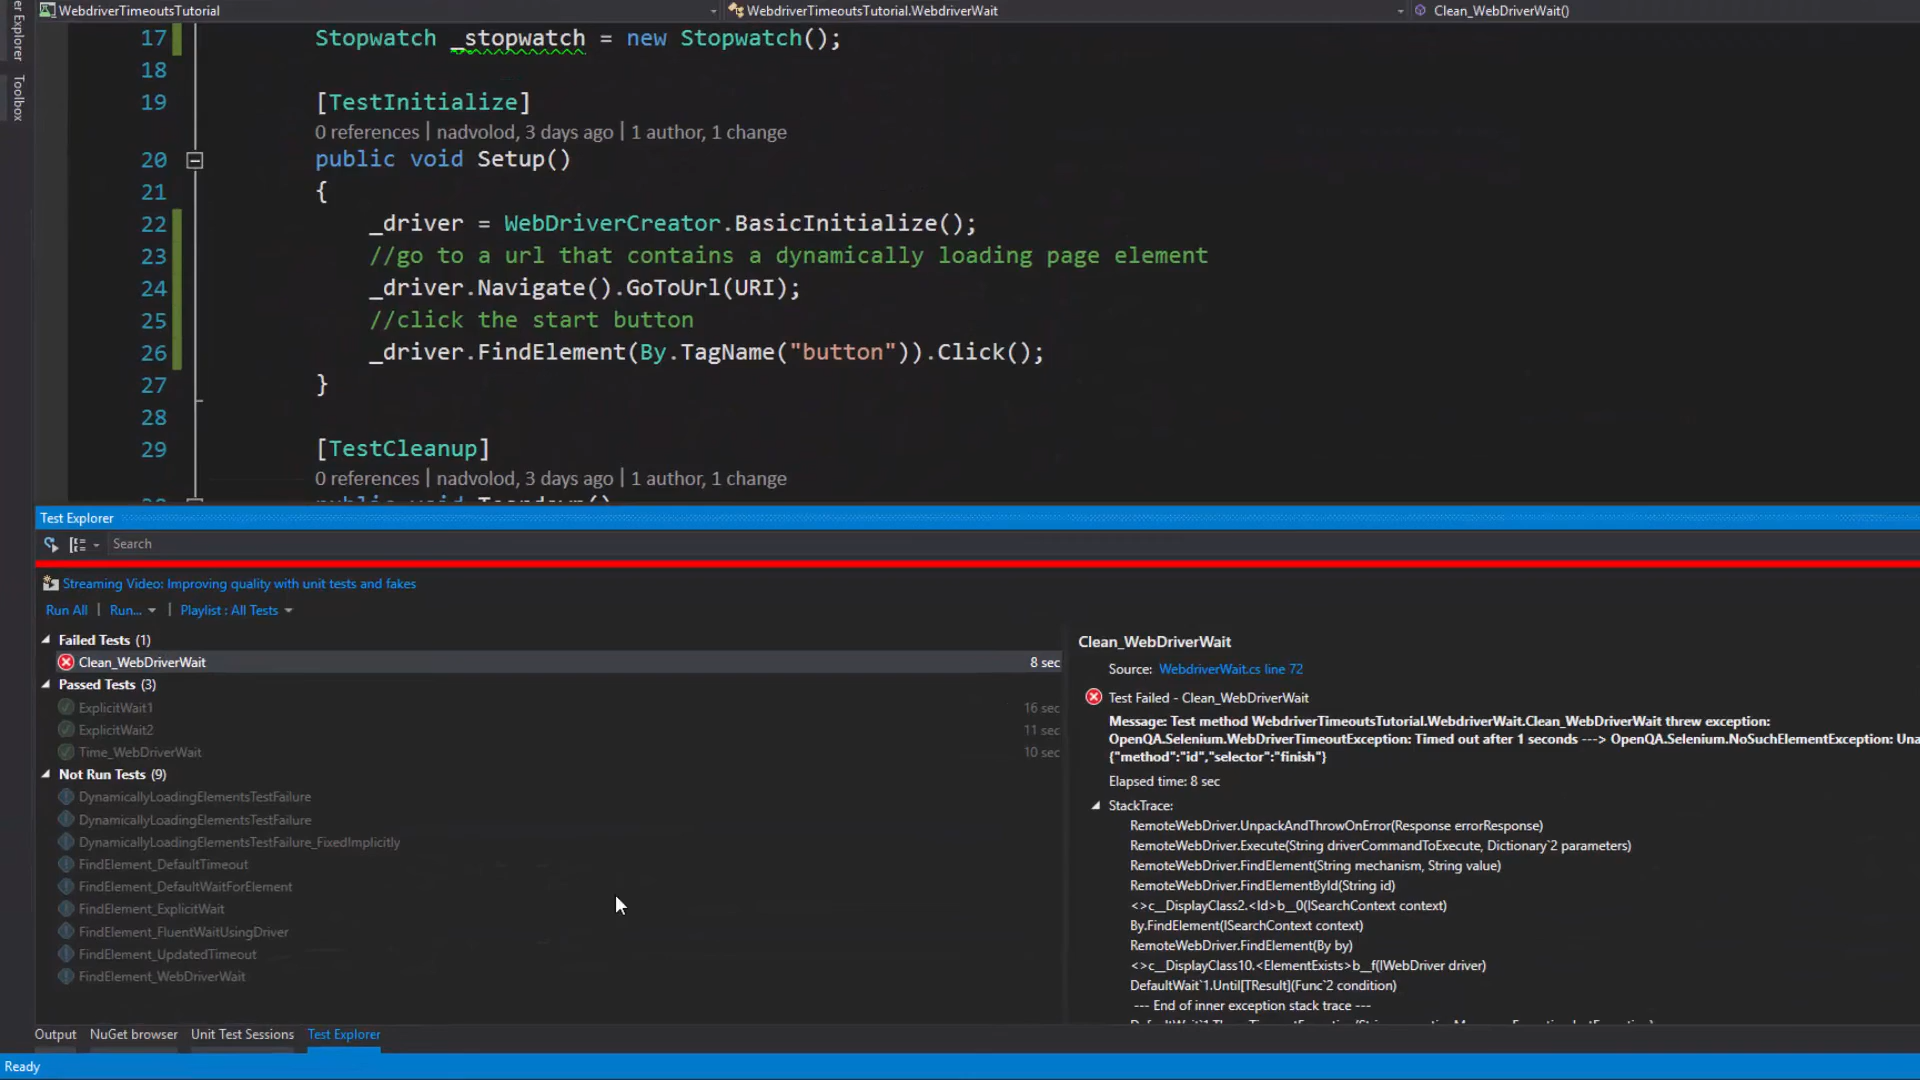 er Explorer
Toolbox
WebdriverTimeoutsTutorial
WebdriverTimeoutsTutorial.WebdriverWait
Clean_WebDriverWait()
17 Stopwatch _stopwatch = new Stopwatch();
18
19 [TestInitialize]
0 references | nadvolod, 3 days ago | 1 author, 1 change
20 public void Setup()
21 {
22 _driver = WebDriverCreator.BasicInitialize();
23 //go to a url that contains a dynamically loading page element
24 _driver.Navigate().GoToUrl(URI);
25 //click the start button
26 _driver.FindElement(By.TagName("button")).Click();
27 }
28
29 [TestCleanup]
0 references | nadvolod, 3 days ago | 1 author, 1 change
public void
Test Explorer
Search
Streaming Video: Improving quality with unit tests and fakes
Run All | Run... | Playlist : All Tests
Failed Tests (1)
Clean_WebDriverWait 8 sec
Passed Tests (3)
ExplicitWait1 16 sec
ExplicitWait2 11 sec
Time_WebDriverWait 10 sec
Not Run Tests (9)
DynamicallyLoadingElementsTestFailure
DynamicallyLoadingElementsTestFailure
DynamicallyLoadingElementsTestFailure_FixedImplicitly
FindElement_DefaultTimeout
FindElement_DefaultWaitForElement
FindElement_ExplicitWait
FindElement_FluentWaitUsingDriver
FindElement_UpdatedTimeout
FindElement_WebDriverWait
Clean_WebDriverWait
Source: WebdriverWait.cs line 72
Test Failed - Clean_WebDriverWait
Message: Test method WebdriverTimeoutsTutorial.WebdriverWait.Clean_WebDriverWait threw exception:
OpenQA.Selenium.WebDriverTimeoutException: Timed out after 1 seconds ---> OpenQA.Selenium.NoSuchElementException: Una
{"method":"id","selector":"finish"}
Elapsed time: 8 sec
StackTrace:
RemoteWebDriver.UnpackAndThrowOnError(Response errorResponse)
RemoteWebDriver.Execute(String driverCommandToExecute, Dictionary`2 parameters)
RemoteWebDriver.FindElement(String mechanism, String value)
RemoteWebDriver.FindElementById(String id)
<>c__DisplayClass2.<Id>b__0(ISearchContext context)
By.FindElement(ISearchContext context)
RemoteWebDriver.FindElement(By by)
<>c__DisplayClass10.<ElementExists>b__f(IWebDriver driver)
DefaultWait`1.Until[TResult](Func`2 condition)
--- End of inner exception stack trace ---
Output
NuGet browser
Unit Test Sessions
Test Explorer
Ready